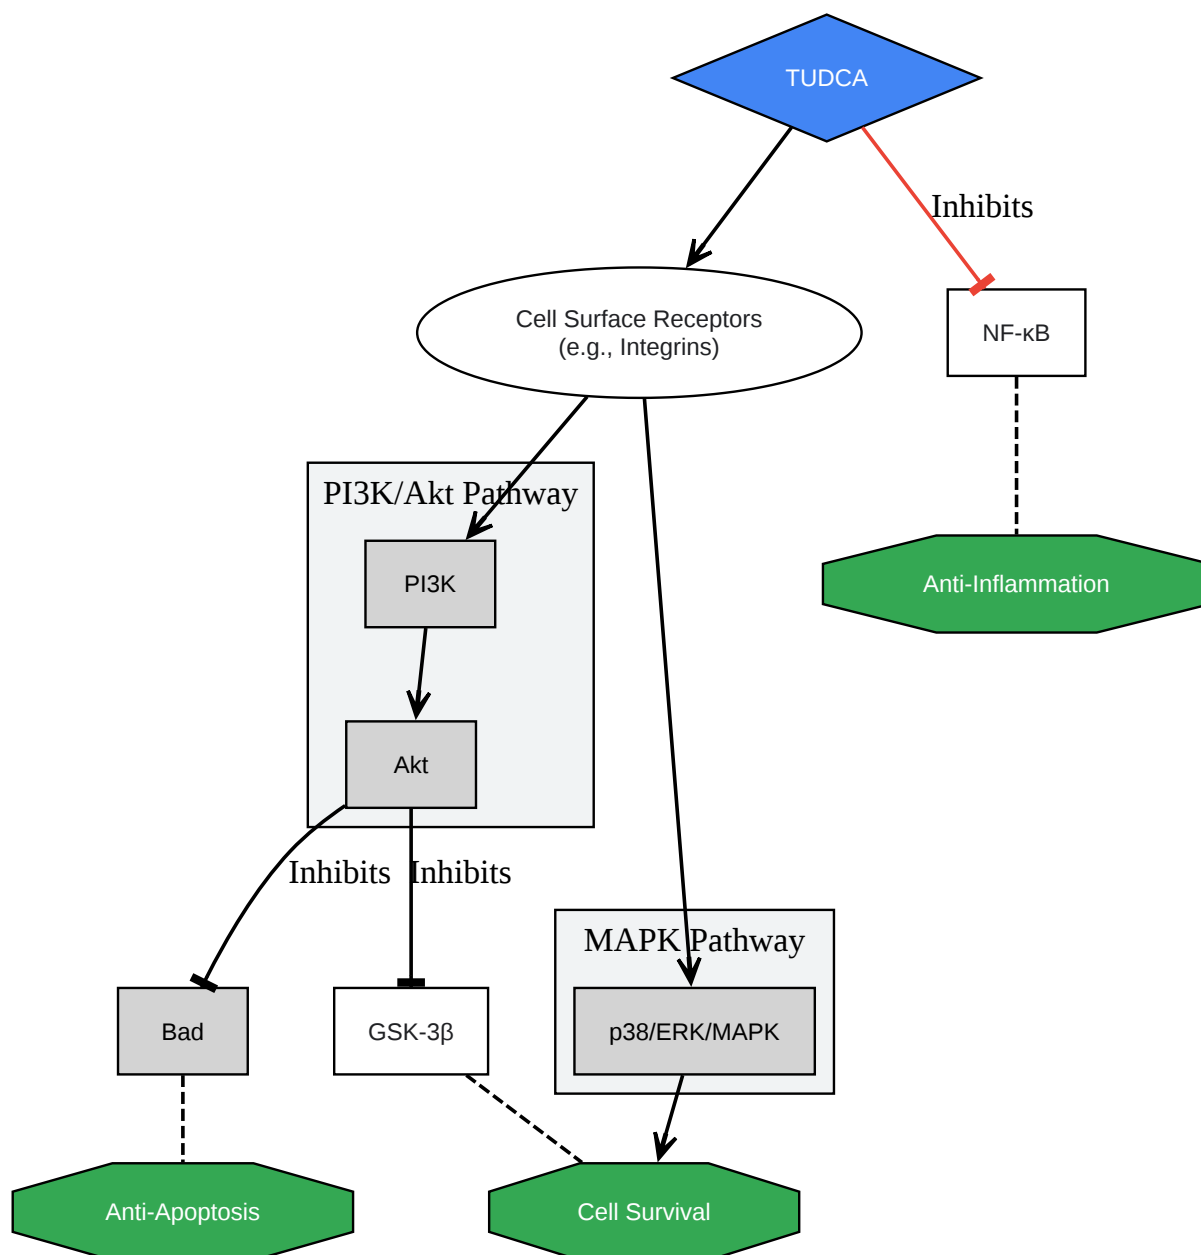 TUDCA
Inhibits
Cell Surface Receptors
(e.g., Integrins)
NF-κB
PI3K/Akt Pathway
PI3K
Anti-Inflammation
Akt
Inhibits
Inhibits
MAPK Pathway
Bad
GSK-3β
p38/ERK/MAPK
Anti-Apoptosis
Cell Survival